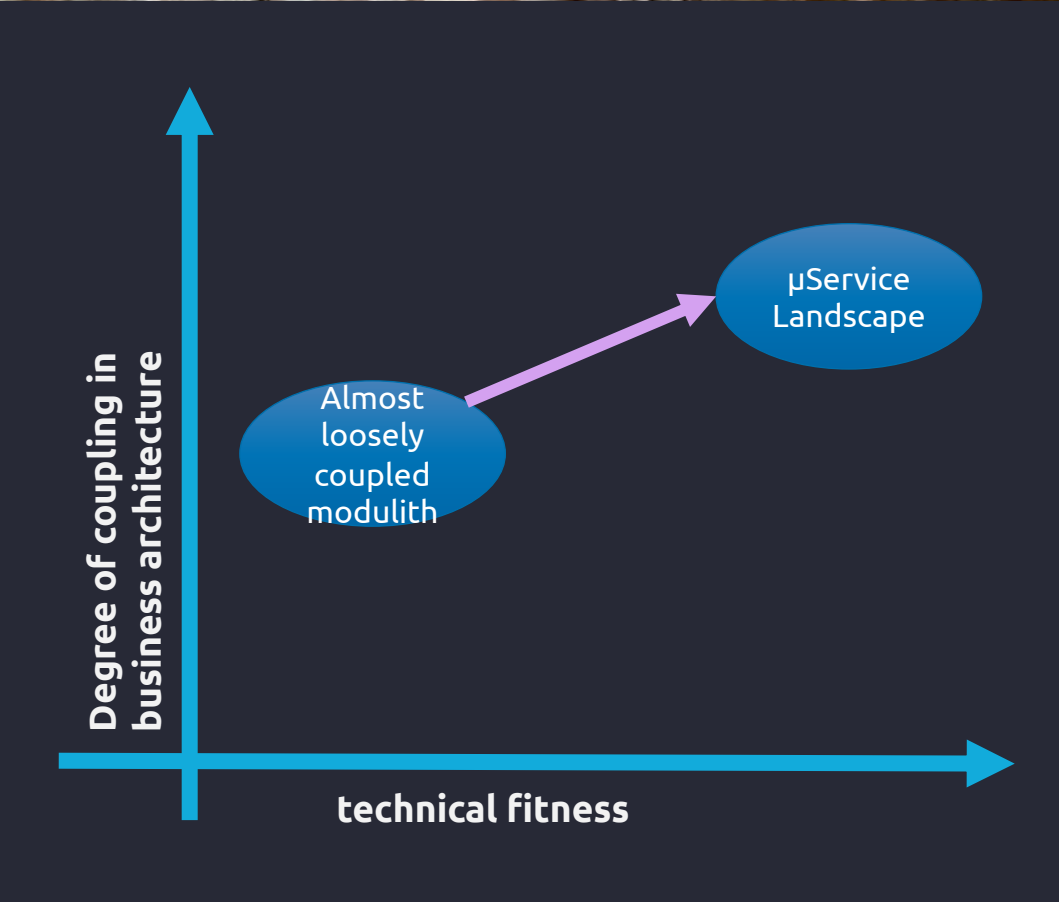 Degree of coupling in
business architecture
Almost
loosely
coupled
modulith
µService
Landscape
technical fitness